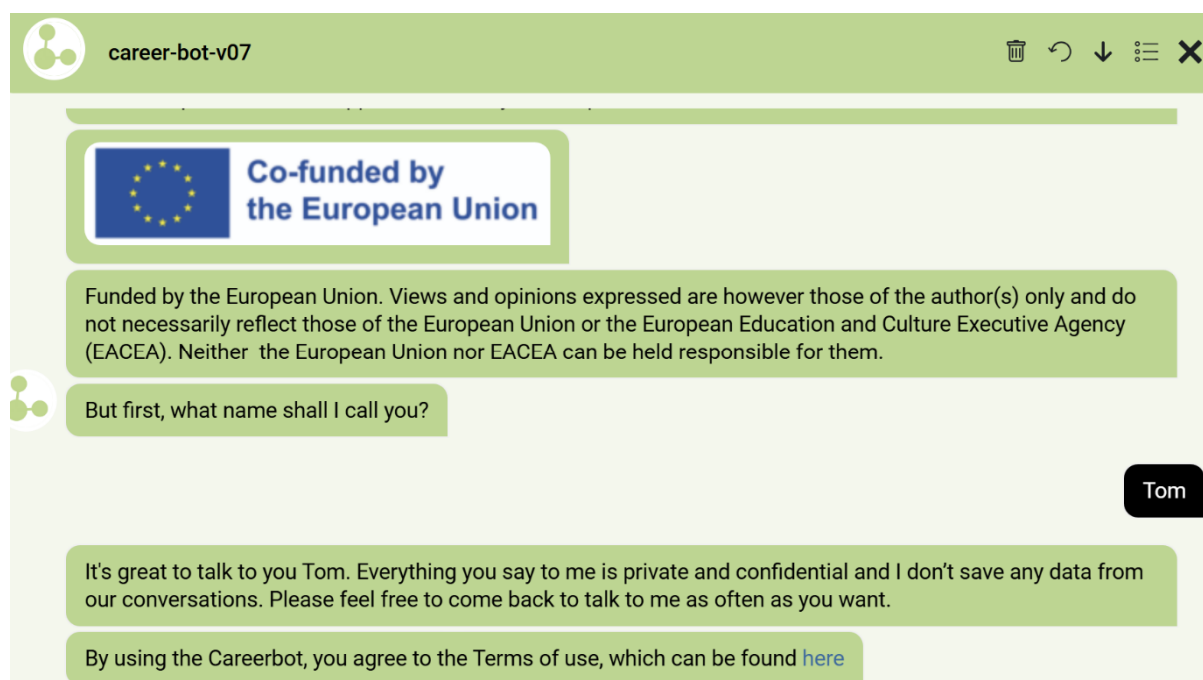 career-bot-v07
Co-funded by
the European Union
Funded by the European Union. Views and opinions expressed are however those of the author(s) only and do
not necessarily reflect those of the European Union or the European Education and Culture Executive Agency
(EACEA). Neither  the European Union nor EACEA can be held responsible for them.
But first, what name shall I call you?
Tom
It's great to talk to you Tom. Everything you say to me is private and confidential and I don’t save any data from
our conversations. Please feel free to come back to talk to me as often as you want.
By using the Careerbot, you agree to the Terms of use, which can be found here